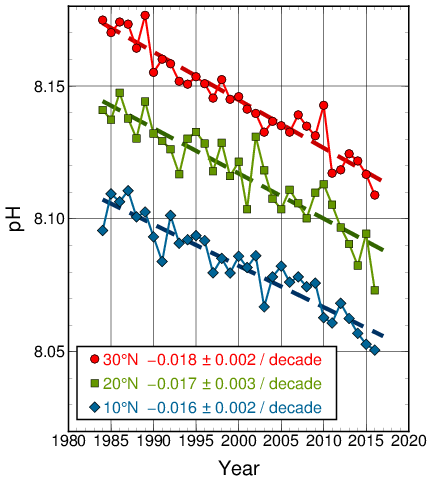 8.15
8.10
8.05
pH
30°N −0.018 ± 0.002 / decade
20°N −0.017 ± 0.003 / decade
10°N −0.016 ± 0.002 / decade
1980 1985 1990 1995 2000 2005 2010 2015 2020
Year